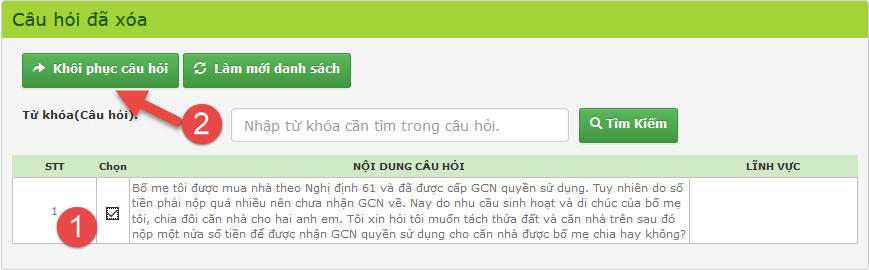 Câu hỏi đã xóa
Khôi phục câu hỏi Làm mới danh sách
Từ khóa(Câu hỏi): Nhập từ khóa cần tìm trong câu hỏi. Tìm Kiếm
2
STT Chọn NỘI DUNG CÂU HỎI LĨNH VỰC
Bố mẹ tôi được mua nhà theo Nghị định 61 và đã được cấp GCN quyền sử dụng. Tuy nhiên do số
tiền phải nộp quá nhiều nên chưa nhận GCN về. Nay do nhu cầu sinh hoạt và di chúc của bố mẹ
1
tôi, chia đôi căn nhà cho hai anh em. Tôi xin hỏi tôi muốn tách thửa đất và căn nhà trên sau đó
1
nộp một nửa số tiền để được nhận GCN quyền sử dụng cho căn nhà được bố mẹ chia hay không?